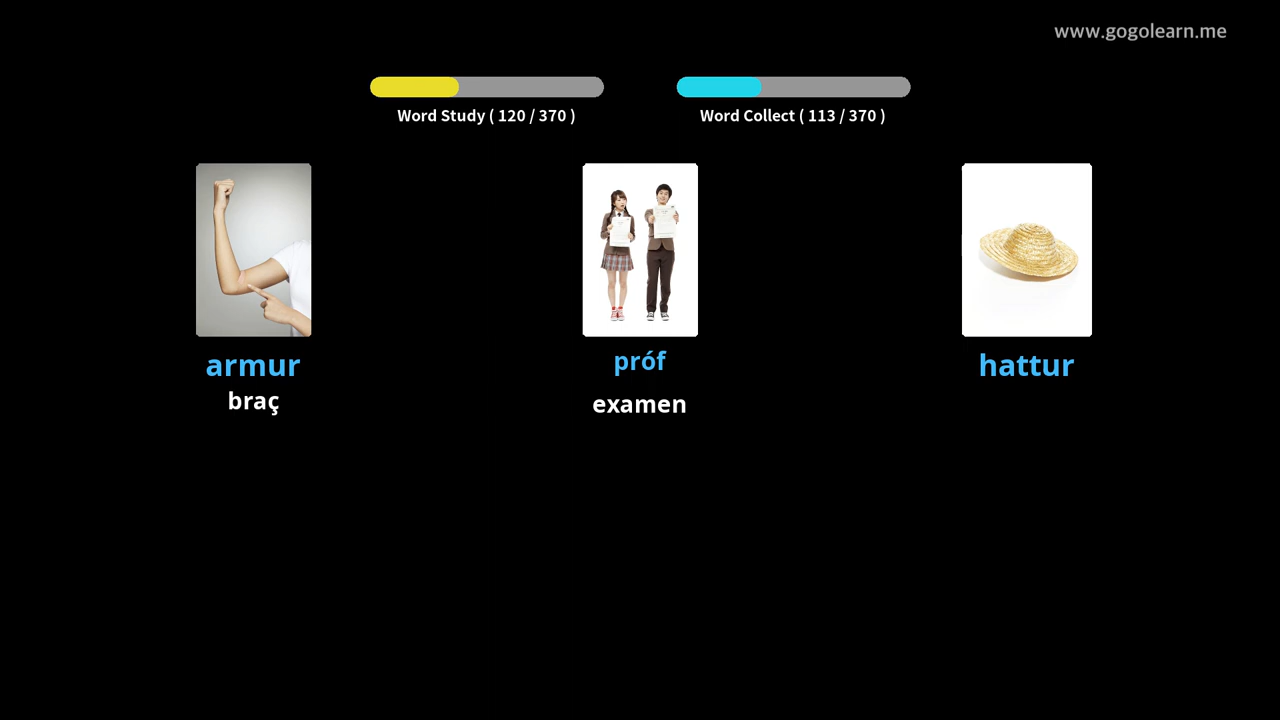 www.gogolearn.me
Word Study ( 120 / 370 )
Word Collect ( 113 / 370 )
armur
braç
próf
examen
hattur